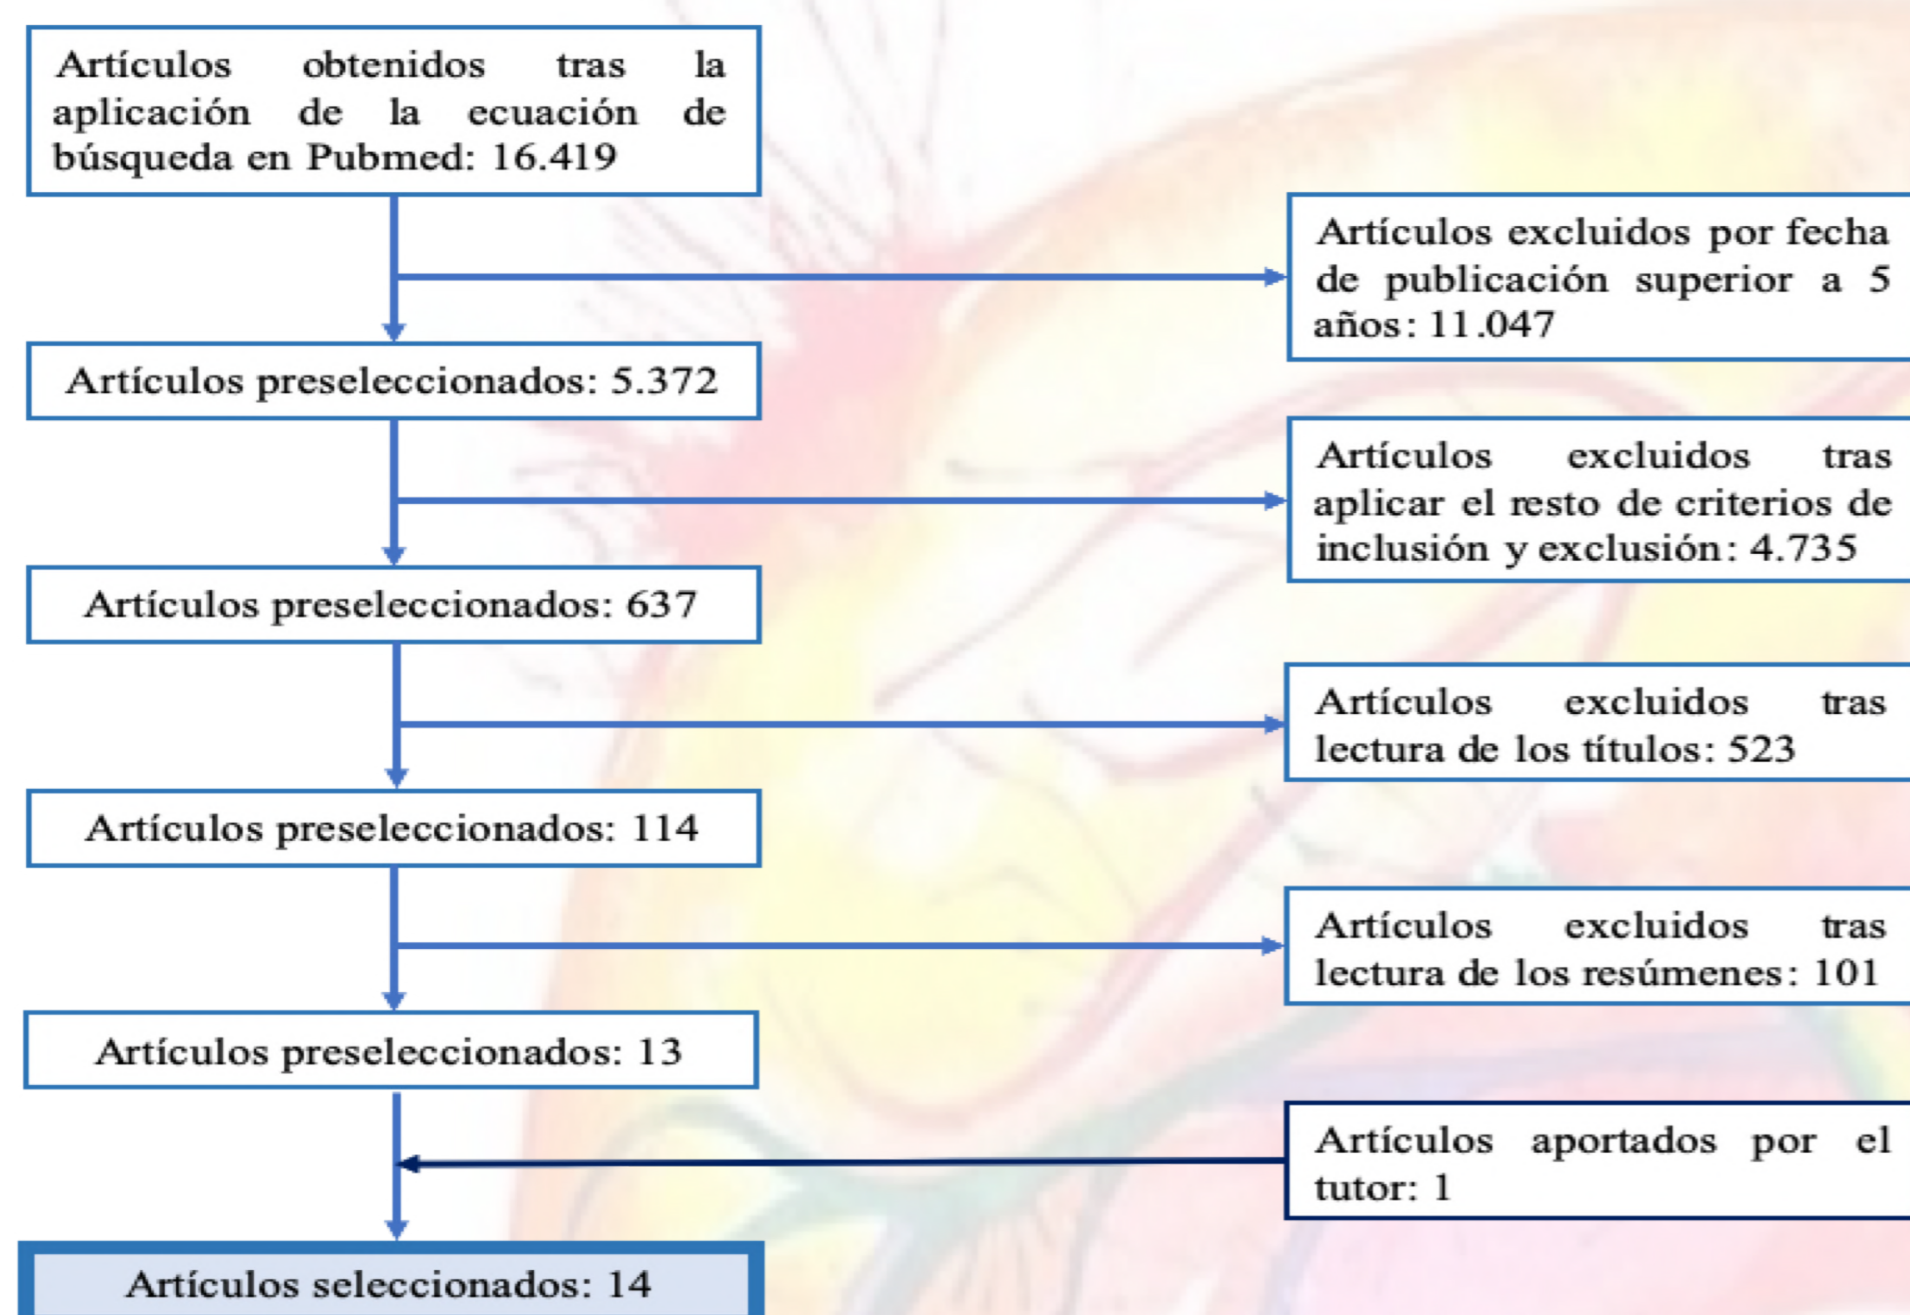 Artículos obtenidos tras la
aplicación de la ecuación de
búsqueda en Pubmed: 16.419
Artículos excluidos por fecha
de publicación superior a 5
años: 11.047
Artículos preseleccionados: 5.372
Artículos excluidos tras
aplicar el resto de criterios de
inclusión y exclusión: 4.735
Artículos preseleccionados: 637
Artículos excluidos tras
lectura de los títulos: 523
Artículos preseleccionados: 114
Artículos excluidos tras
lectura de los resúmenes: 101
Artículos preseleccionados: 13
Artículos aportados por el
tutor: 1
Artículos seleccionados: 14